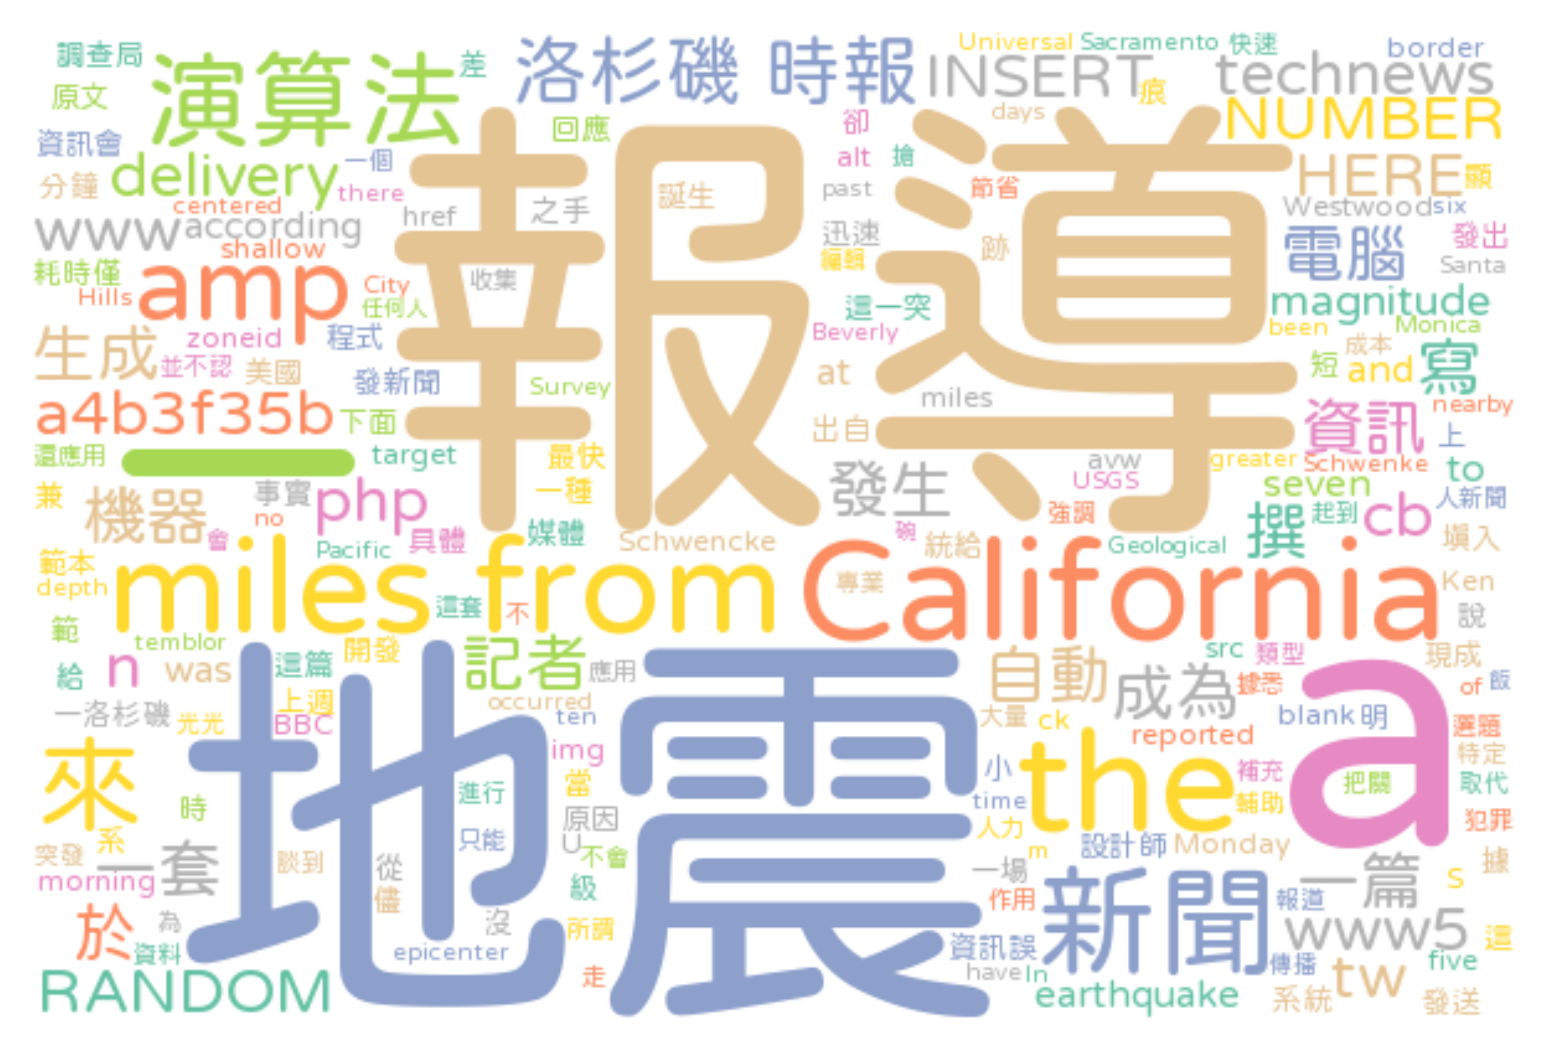 調查局 演算法 差 洛杉磯 時報 INSERT Universal Sacramento 快速 border
原文 回應 痕 technews
資訊會 一個 卻 days NUMBER
分鐘 delivery there 誕生 alt 搶 節省 HERE 顯
centered href 之手 past Westwood six
www according 報導 迅速 跡 電腦 發出
耗時僅 shallow 收集 編輯 Santa
Hills amp City 任何人 這一突 magnitude
生成 zoneid 程式 Beverly been Monica
並不認 美國 發新聞 Survey at 短 成本 and 寫
a4b3f35b 下面 miles 資訊 nearby
還應用 target 最快 出自 avw greater Schwenke 上
兼 機器 事實 php 一種 發生 USGS seven to
no 會 媒體 碗 強調 撰 起到 cb 人新聞
範本 Pacific 具體 Schwencke 統給 Geological 填入
depth miles from 專業 California Ken
範 這套 不 說
temblor 記者 src 類型 現成
給 n was 這篇 開發 應用 自動 成為 據悉 of 飯
一洛杉磯 光光 上週 occurred 大量 ck blank 明 a
BBC ten reported 選題
來 地震 img 小 the 補充 特定
時 進行 當 time 輔助 把關 取代
系 只能 原因 人力 犯罪
突發 一套 談到 從 U 不會 m 設計師 Monday 據
morning 儘 級 一場 一篇 S
於 為 沒 所謂 作用 新聞 報道
資料 epicenter 資訊誤 www5 這
RANDOM 走 have In 傳播 tw five
earthquake 系統 發送